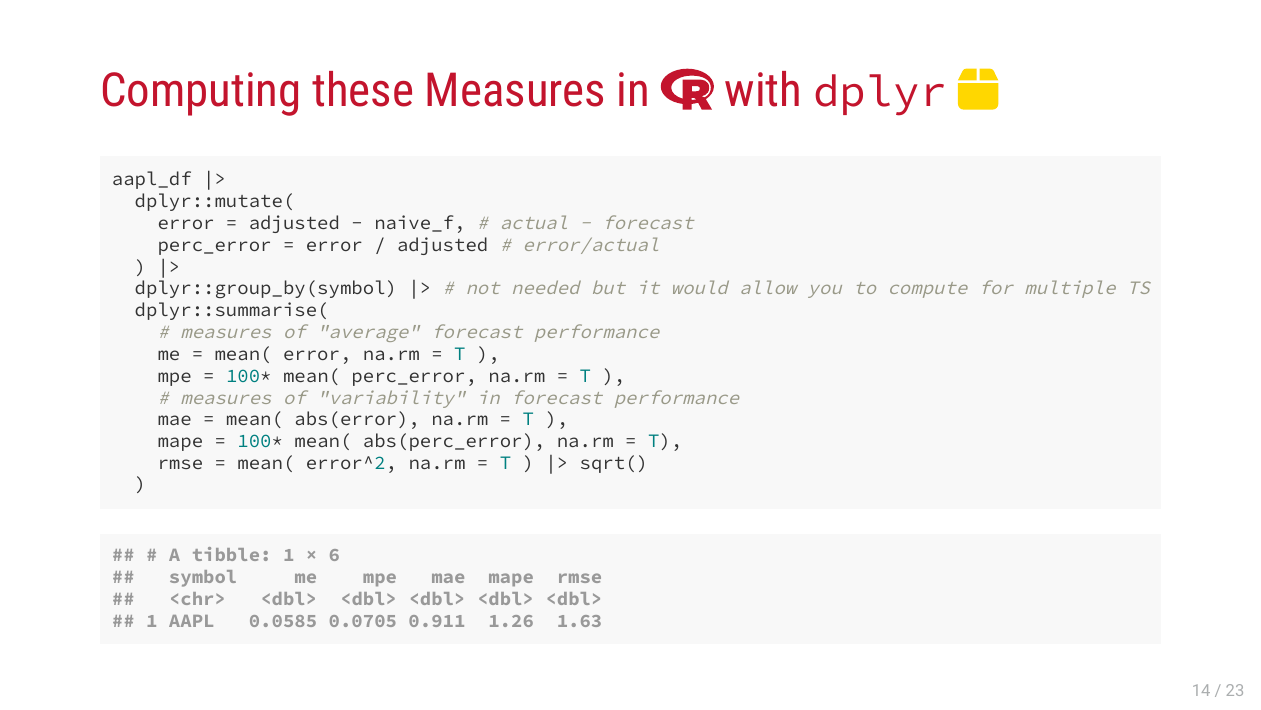 Computing these Measures in R with dplyr
aapl_df |>
  dplyr::mutate(
    error = adjusted - naive_f, # actual - forecast
    perc_error = error / adjusted # error/actual
  ) |>
  dplyr::group_by(symbol) |> # not needed but it would allow you to compute for multiple TS
  dplyr::summarise(
    # measures of "average" forecast performance
    me = mean( error, na.rm = T ),
    mpe = 100* mean( perc_error, na.rm = T ),
    # measures of "variability" in forecast performance
    mae = mean( abs(error), na.rm = T ),
    mape = 100* mean( abs(perc_error), na.rm = T),
    rmse = mean( error^2, na.rm = T ) |> sqrt()
  )
## # A tibble: 1 × 6
##   symbol     me    mpe   mae  mape  rmse
##   <chr>   <dbl>  <dbl> <dbl> <dbl> <dbl>
## 1 AAPL   0.0585 0.0705 0.911  1.26  1.63
14 / 23